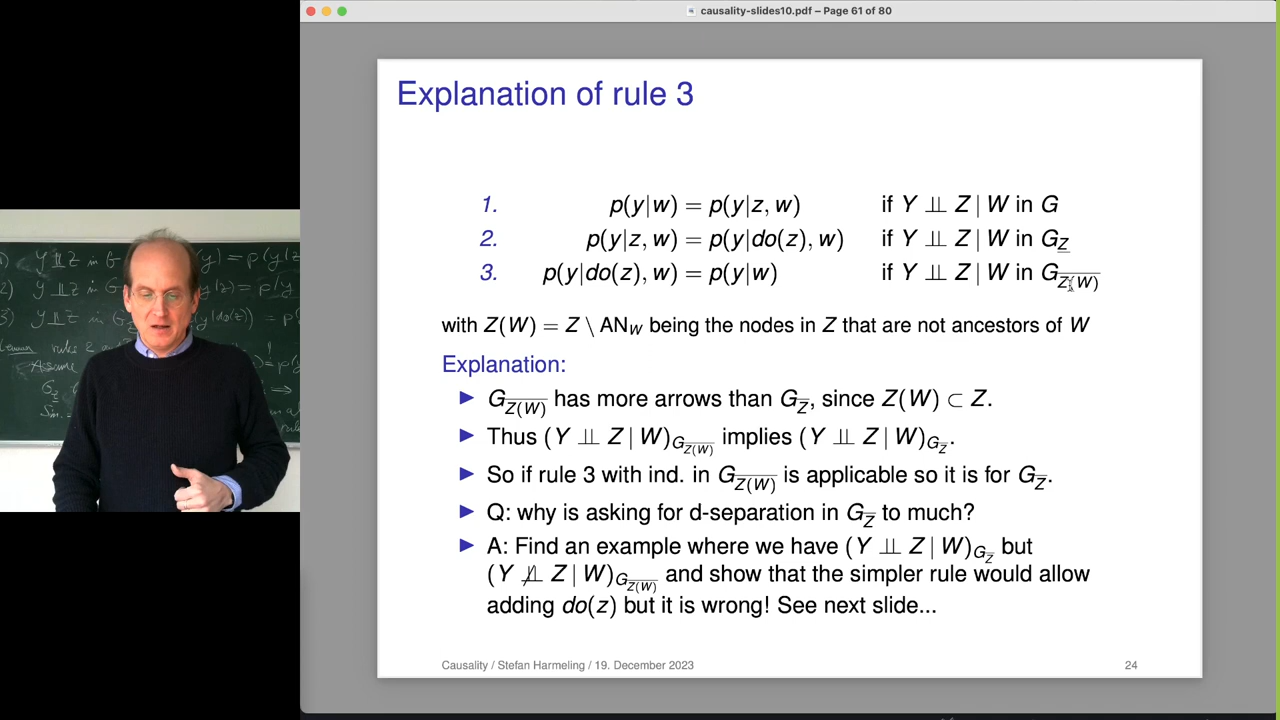 causality-slides10.pdf – Page 61 of 80
Explanation of rule 3
1. p(y|w) = p(y|z, w) if Y ⫫ Z | W in G
2. p(y|z, w) = p(y|do(z), w) if Y ⫫ Z | W in G_{\underline{Z}}
3. p(y|do(z), w) = p(y|w) if Y ⫫ Z | W in G_{\overline{Z(W)}}
with Z(W) = Z \ AN_W being the nodes in Z that are not ancestors of W
Explanation:
► G_{\overline{Z(W)}} has more arrows than G_{\overline{Z}}, since Z(W) ⊂ Z.
► Thus (Y ⫫ Z | W)_{G_{\overline{Z(W)}}} implies (Y ⫫ Z | W)_{G_{\overline{Z}}}.
► So if rule 3 with ind. in G_{\overline{Z(W)}} is applicable so it is for G_{\overline{Z}}.
► Q: why is asking for d-separation in G_{\overline{Z}} to much?
► A: Find an example where we have (Y ⫫ Z | W)_{G_{\overline{Z}}} but
(Y ⫫̸ Z | W)_{G_{\overline{Z(W)}}} and show that the simpler rule would allow
adding do(z) but it is wrong! See next slide...
Causality / Stefan Harmeling / 19. December 2023 24